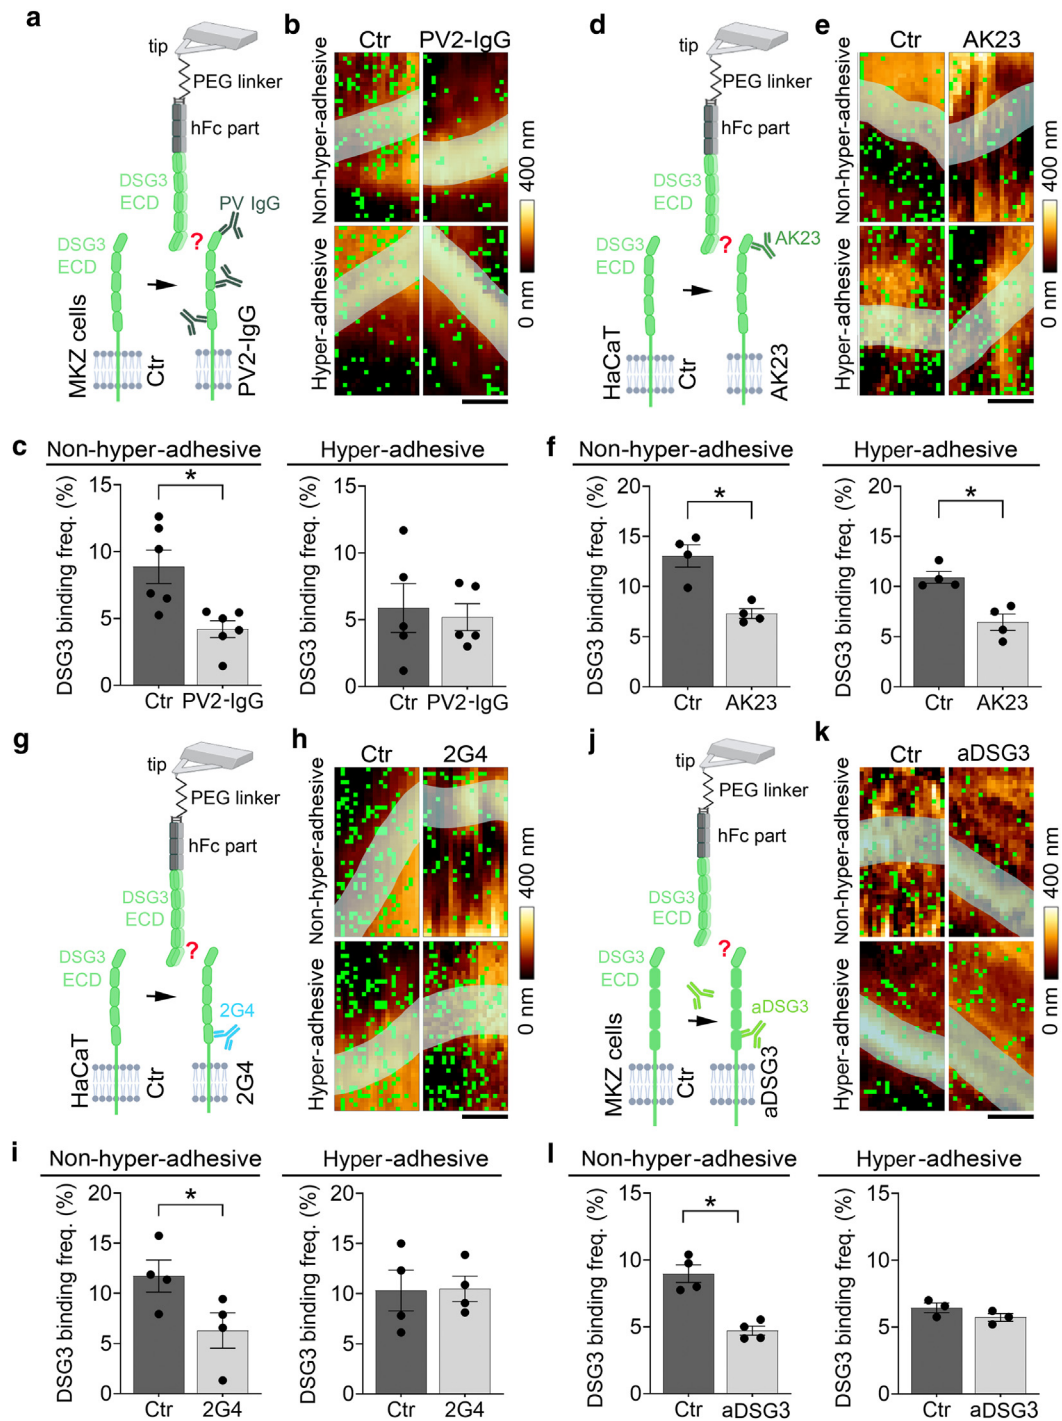 a
tip
PEG linker
hFc part
DSG3
ECD
PV IgG
?
DSG3
ECD
MKZ cells
Ctr
PV2-IgG
b
Ctr PV2-IgG
Non-hyper-adhesive
Hyper-adhesive
0 nm 400 nm
d
tip
PEG linker
hFc part
DSG3
ECD
?
AK23
DSG3
ECD
HaCaT
Ctr
AK23
e
Ctr AK23
Non-hyper-adhesive
Hyper-adhesive
0 nm 400 nm
c
Non-hyper-adhesive
DSG3 binding freq. (%)
15
10
5
0
*
Ctr PV2-IgG
Hyper-adhesive
DSG3 binding freq. (%)
15
10
5
0
Ctr PV2-IgG
f
Non-hyper-adhesive
DSG3 binding freq. (%)
20
15
10
5
0
*
Ctr AK23
Hyper-adhesive
DSG3 binding freq. (%)
20
15
10
5
0
*
Ctr AK23
g
tip
PEG linker
hFc part
DSG3
ECD
?
DSG3
ECD
2G4
HaCaT
Ctr
2G4
h
Ctr 2G4
Non-hyper-adhesive
Hyper-adhesive
0 nm 400 nm
j
tip
PEG linker
hFc part
DSG3
ECD
?
DSG3
ECD
aDSG3
MKZ cells
Ctr
aDSG3
k
Ctr aDSG3
Non-hyper-adhesive
Hyper-adhesive
0 nm 400 nm
i
Non-hyper-adhesive
DSG3 binding freq. (%)
20
15
10
5
0
*
Ctr 2G4
Hyper-adhesive
DSG3 binding freq. (%)
20
15
10
5
0
Ctr 2G4
l
Non-hyper-adhesive
DSG3 binding freq. (%)
15
10
5
0
*
Ctr aDSG3
Hyper-adhesive
DSG3 binding freq. (%)
15
10
5
0
Ctr aDSG3